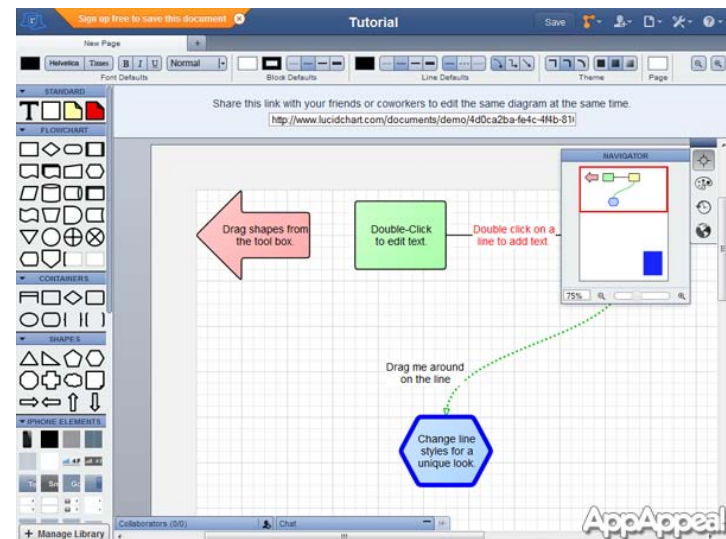 Sign up free to save this document
Tutorial
Save
New Page
Helvetica Times B I U Normal
Font Defaults
Block Defaults
Line Defaults
Theme
Page
STANDARD
T
FLOWCHART
CONTAINERS
SHAPES
IPHONE ELEMENTS
+ Manage Library
Share this link with your friends or coworkers to edit the same diagram at the same time.
http://www.lucidchart.com/documents/demo/4d0ca2ba-fe4c-4f4b-81
Drag shapes from
the tool box.
Double-Click
to edit text.
Double click on a
line to add text.
NAVIGATOR
75%
Drag me around
on the line
Change line
styles for a
unique look.
Collaborators (0/0)
Chat
AppAppeal